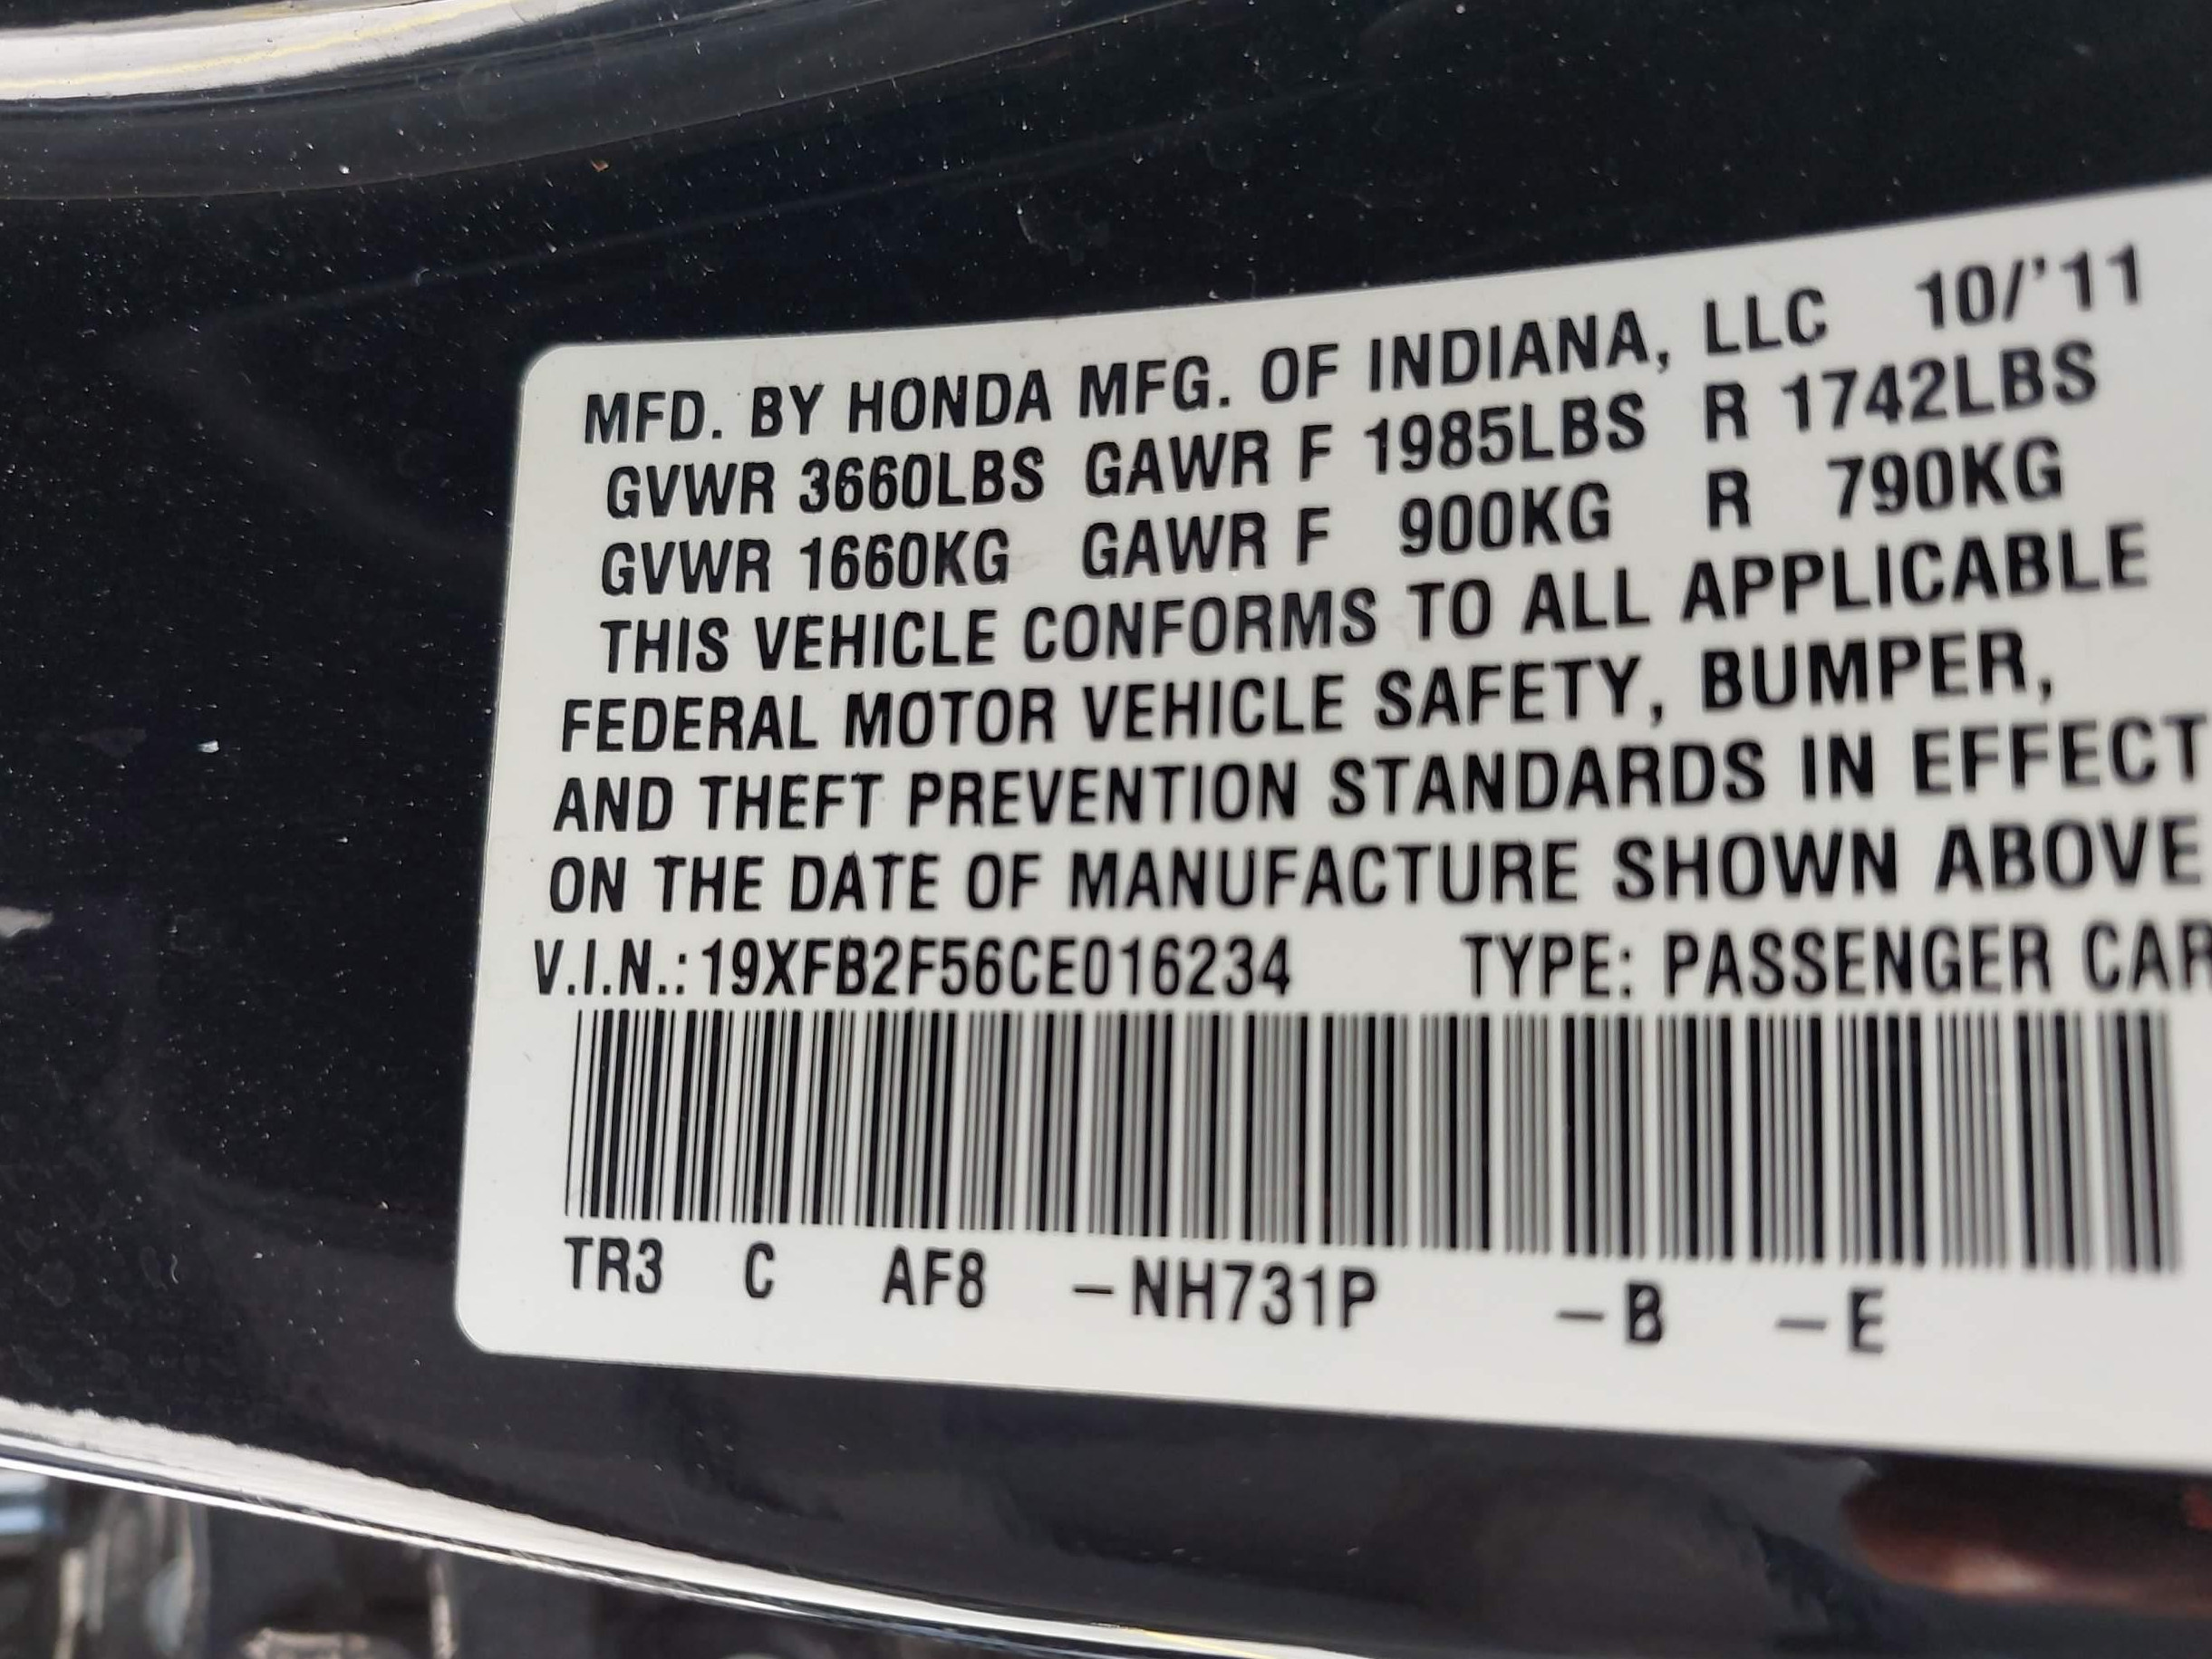 MFD. BY HONDA MFG. OF INDIANA, LLC 10/'11
GVWR 3660LBS GAWR F 1985LBS R 1742LBS
GVWR 1660KG GAWR F 900KG R 790KG
THIS VEHICLE CONFORMS TO ALL APPLICABLE
FEDERAL MOTOR VEHICLE SAFETY, BUMPER,
AND THEFT PREVENTION STANDARDS IN EFFECT
ON THE DATE OF MANUFACTURE SHOWN ABOVE
V.I.N.: 19XFB2F56CE016234 TYPE: PASSENGER CAR
TR3 C AF8 –NH731P –B –E